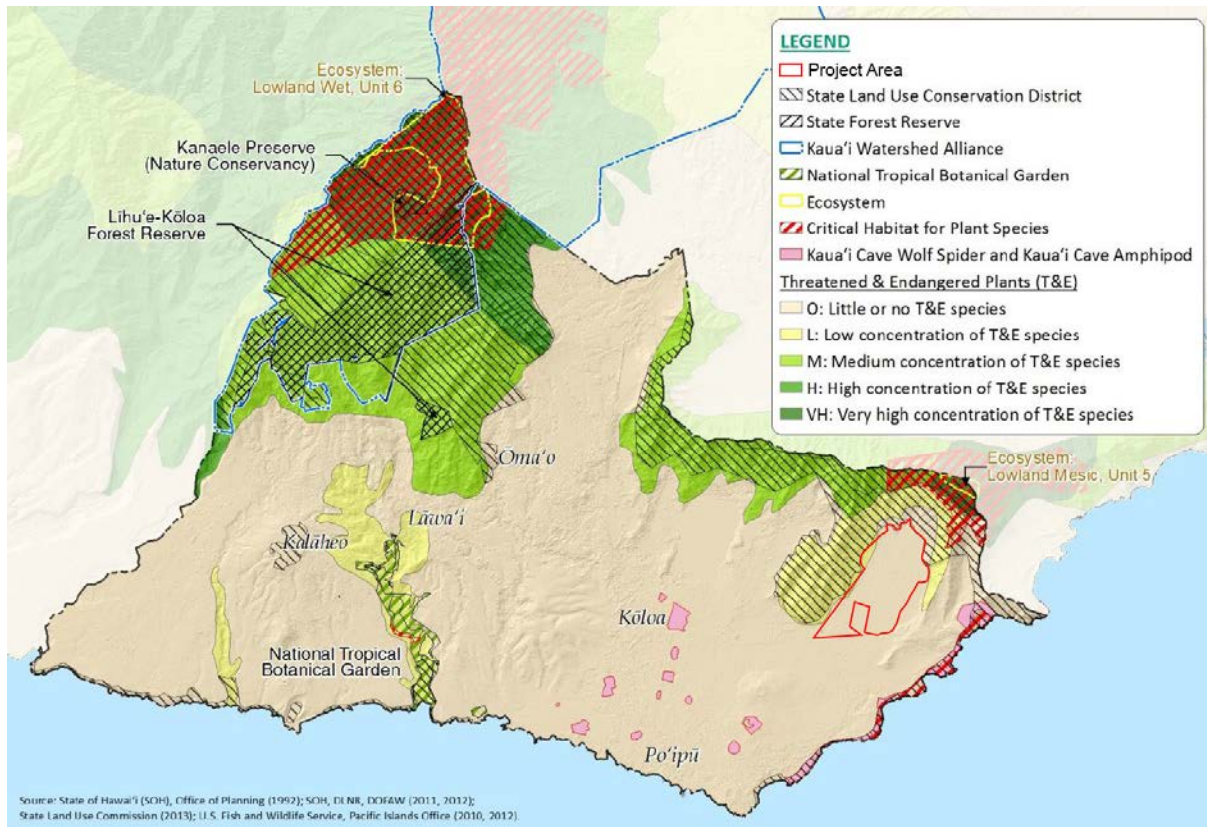 Ecosystem:
Lowland Wet, Unit 6
Kanaele Preserve
(Nature Conservancy)
Līhu‘e-Kōloa
Forest Reserve
Ōma‘o
Lāwa‘i
Kalāheo
National Tropical
Botanical Garden
Kōloa
Po‘ipū
Ecosystem:
Lowland Mesic, Unit 5
LEGEND
Project Area
State Land Use Conservation District
State Forest Reserve
Kaua‘i Watershed Alliance
National Tropical Botanical Garden
Ecosystem
Critical Habitat for Plant Species
Kaua‘i Cave Wolf Spider and Kaua‘i Cave Amphipod
Threatened & Endangered Plants (T&E)
O: Little or no T&E species
L: Low concentration of T&E species
M: Medium concentration of T&E species
H: High concentration of T&E species
VH: Very high concentration of T&E species
Source: State of Hawai‘i (SOH), Office of Planning (1992); SOH, DLNR, DOFAW (2011, 2012);
State Land Use Commission (2013); U.S. Fish and Wildlife Service, Pacific Islands Office (2010, 2012).